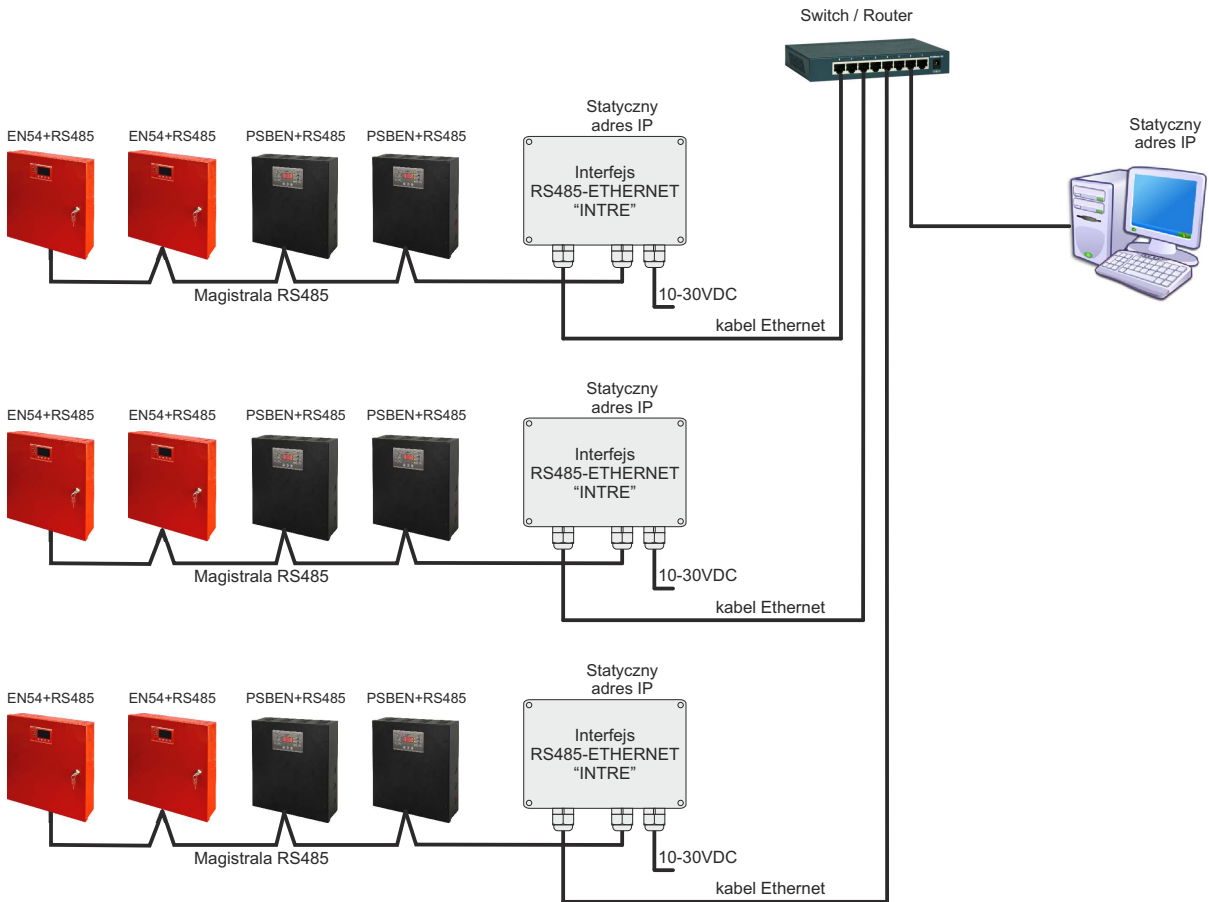 Switch / Router
Statyczny
adres IP
Statyczny
adres IP
EN54+RS485
EN54+RS485
PSBEN+RS485
PSBEN+RS485
Interfejs
RS485-ETHERNET
“INTRE”
Magistrala RS485
10-30VDC
kabel Ethernet
Statyczny
adres IP
EN54+RS485
EN54+RS485
PSBEN+RS485
PSBEN+RS485
Interfejs
RS485-ETHERNET
“INTRE”
Magistrala RS485
10-30VDC
kabel Ethernet
Statyczny
adres IP
EN54+RS485
EN54+RS485
PSBEN+RS485
PSBEN+RS485
Interfejs
RS485-ETHERNET
“INTRE”
Magistrala RS485
10-30VDC
kabel Ethernet